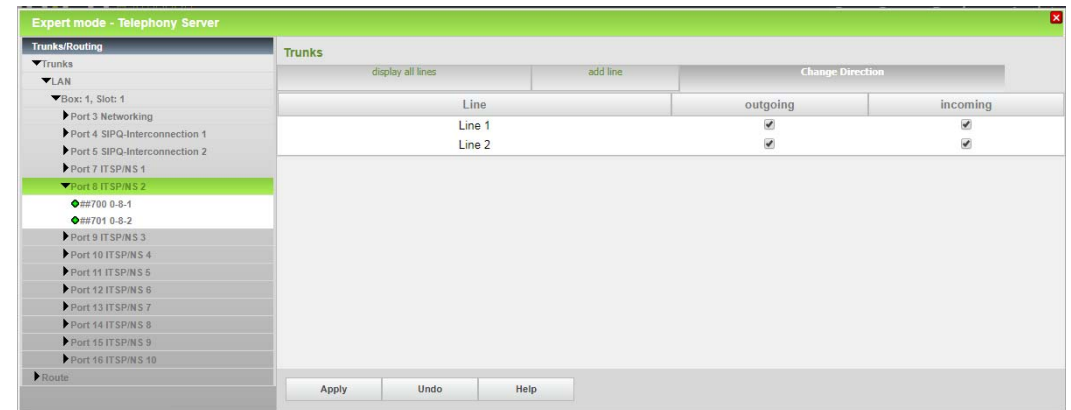 Expert mode - Telephony Server
Trunks/Routing
Trunks
LAN
Box: 1, Slot: 1
Port 3 Networking
Port 4 SIPQ-Interconnection 1
Port 5 SIPQ-Interconnection 2
Port 7 ITSP/NS 1
Port 8 ITSP/NS 2
##700 0-8-1
##701 0-8-2
Port 9 ITSP/NS 3
Port 10 ITSP/NS 4
Port 11 ITSP/NS 5
Port 12 ITSP/NS 6
Port 13 ITSP/NS 7
Port 14 ITSP/NS 8
Port 15 ITSP/NS 9
Port 16 ITSP/NS 10
Route
Trunks
display all lines add line Change Direction
Line outgoing incoming
Line 1
Line 2
Apply Undo Help